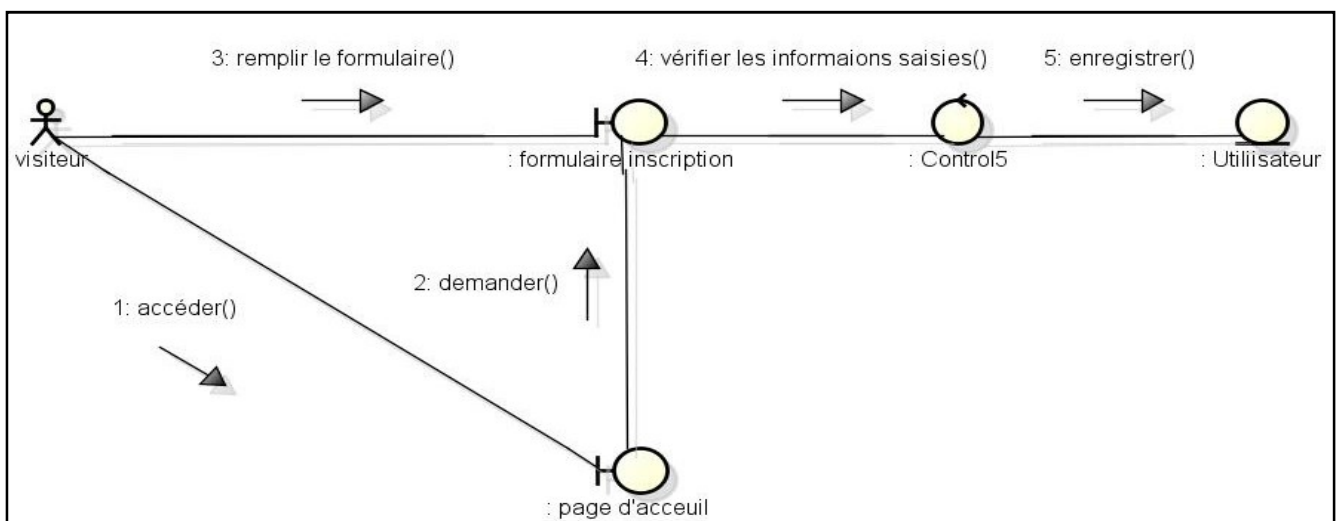 3: remplir le formulaire()
4: vérifier les informaions saisies()
5: enregistrer()
visiteur
: formulaire inscription
: Control5
: Utiliisateur
2: demander()
1: accéder()
: page d'acceuil